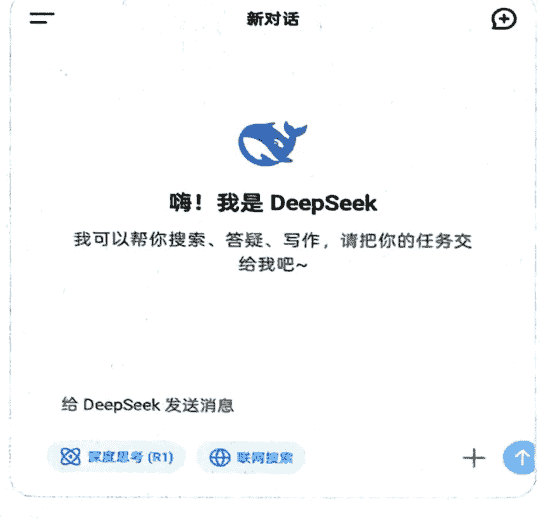 新对话
嗨！我是 DeepSeek
我可以帮你搜索、答疑、写作，请把你的任务交
给我吧~
给 DeepSeek 发送消息
深度思考 (R1)
联网搜索